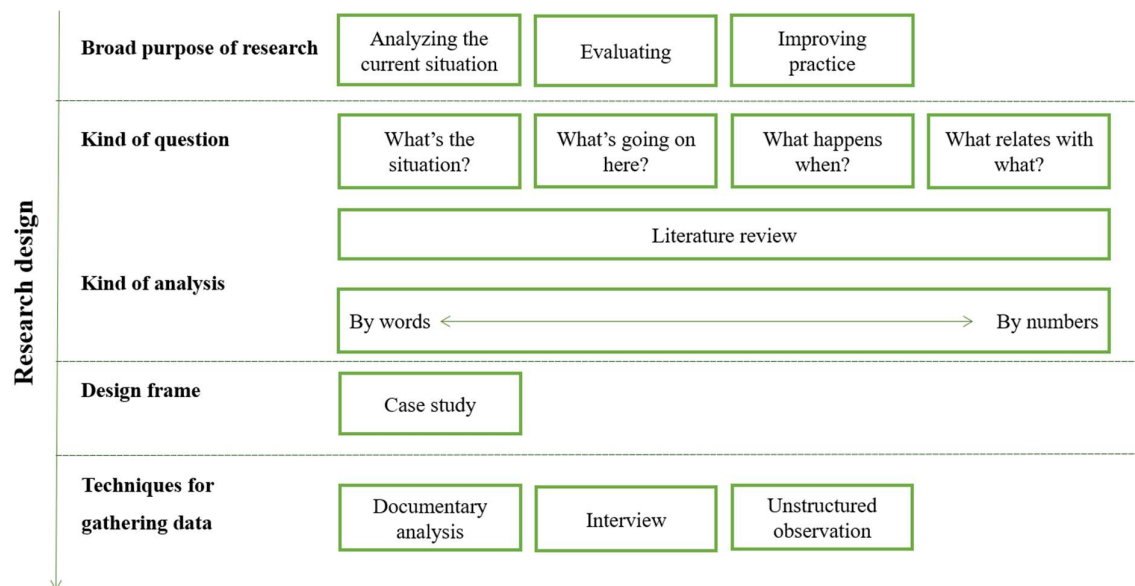 Research design
Broad purpose of research
Analyzing the
current situation
Evaluating
Improving
practice
Kind of question
What's the
situation?
What's going on
here?
What happens
when?
What relates with
what?
Literature review
Kind of analysis
By words
By numbers
Design frame
Case study
Techniques for
gathering data
Documentary
analysis
Interview
Unstructured
observation